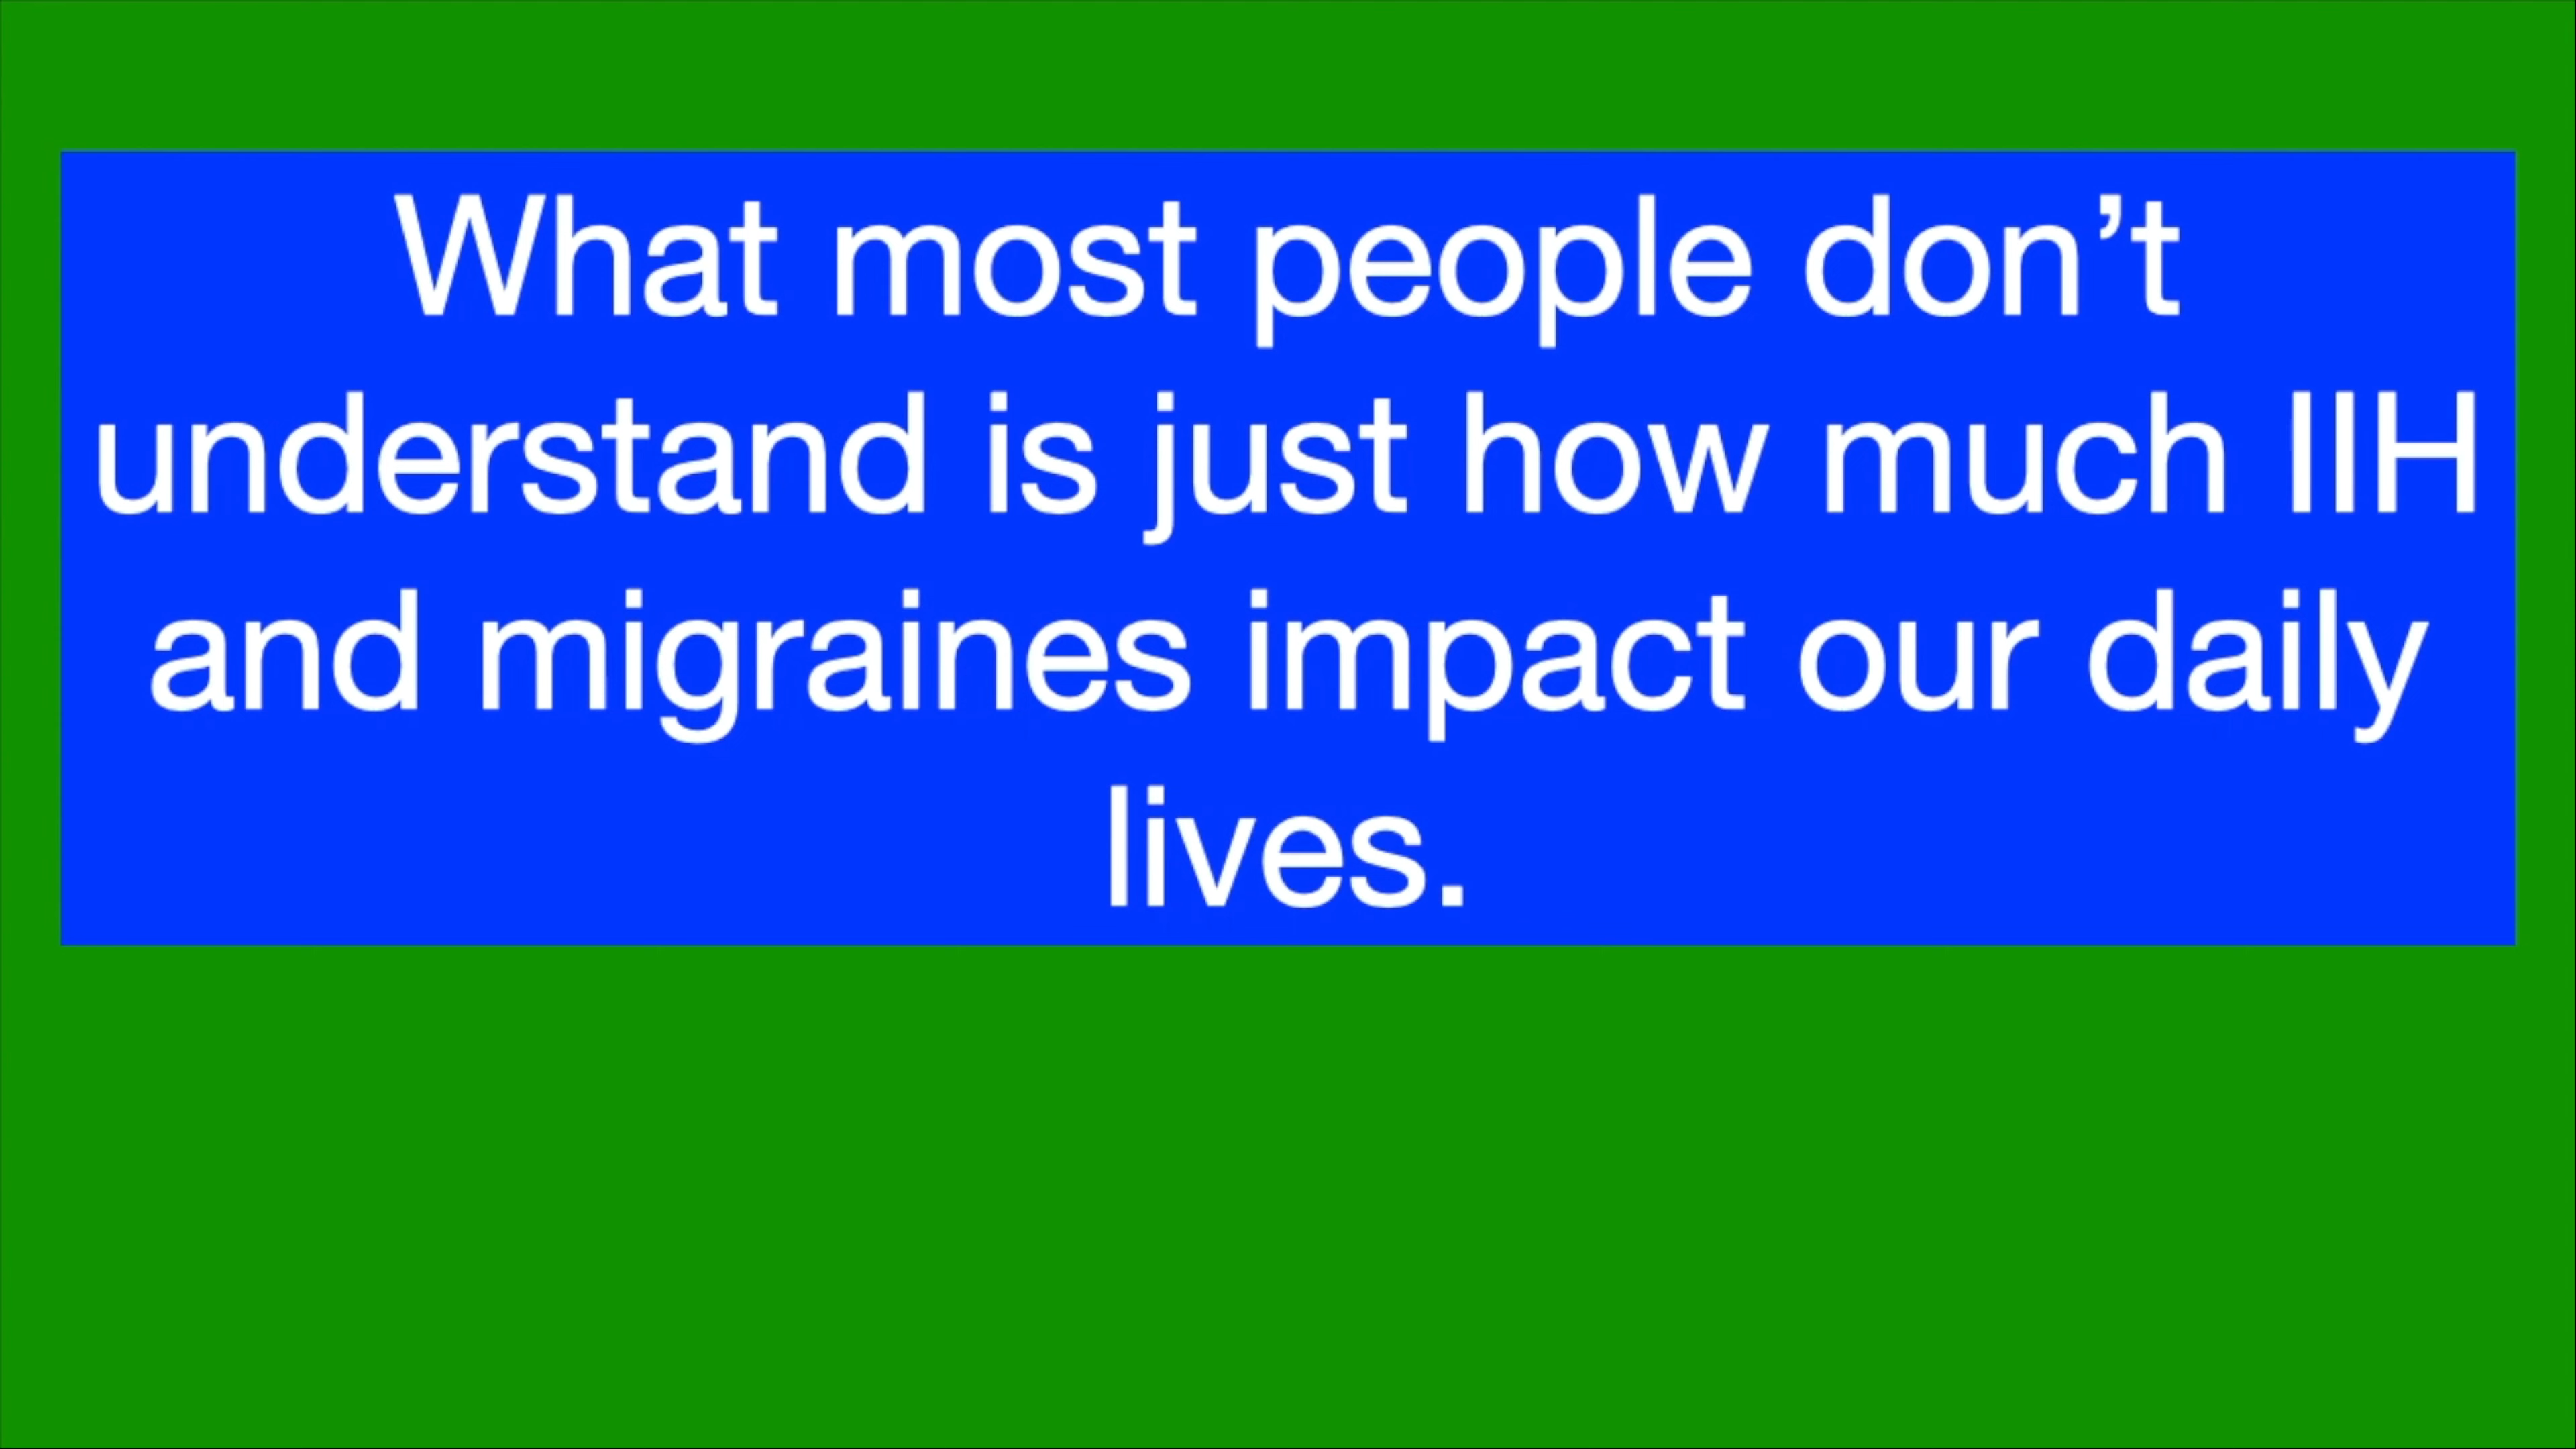 What most people don’t
understand is just how much IIH
and migraines impact our daily
lives.